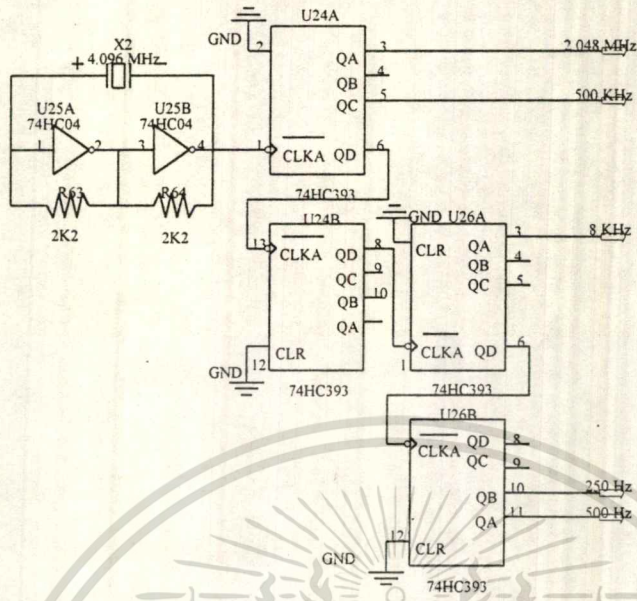 U24A
GND
2
QA
3
2.048 MHz
QB
4
QC
5
500 KHz
1
CLKA
QD
6
74HC393
X2
+
4.096 MHz
-
U25A
74HC04
U25B
74HC04
1
2
3
4
R63
2K2
R64
2K2
U24B
13
CLKA
QD
8
QC
9
QB
10
QA
12
CLR
GND
74HC393
GND
U26A
CLR
QA
3
8 KHz
QB
4
QC
5
1
CLKA
QD
6
74HC393
U26B
CLKA
QD
8
QC
9
QB
10
250 Hz
QA
11
500 Hz
12
CLR
GND
74HC393